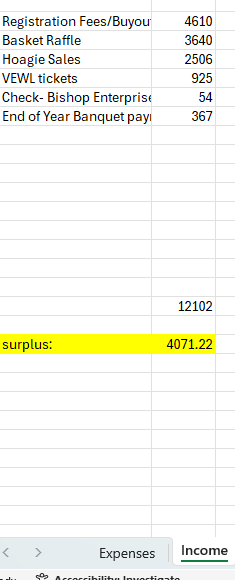 Registration Fees/Buyou 4610
Basket Raffle 3640
Hoagie Sales 2506
VEWL tickets 925
Check- Bishop Enterprise 54
End of Year Banquet payı 367
12102
surplus: 4071.22
Expenses Income
Accessibility: Investigate